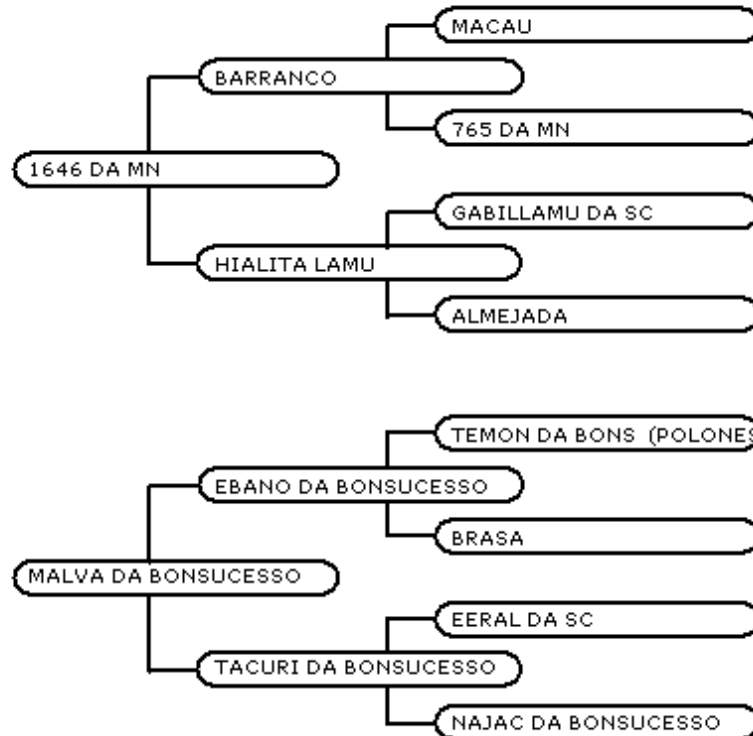 MACAU
BARRANCO
765 DA MN
1646 DA MN
GABILLAMU DA SC
HIALITA LAMU
ALMEJADA
TEMON DA BONS (POLONES
EBANO DA BONSUCESSO
BRASA
MALVA DA BONSUCESSO
EERAL DA SC
TACURI DA BONSUCESSO
NAJAC DA BONSUCESSO